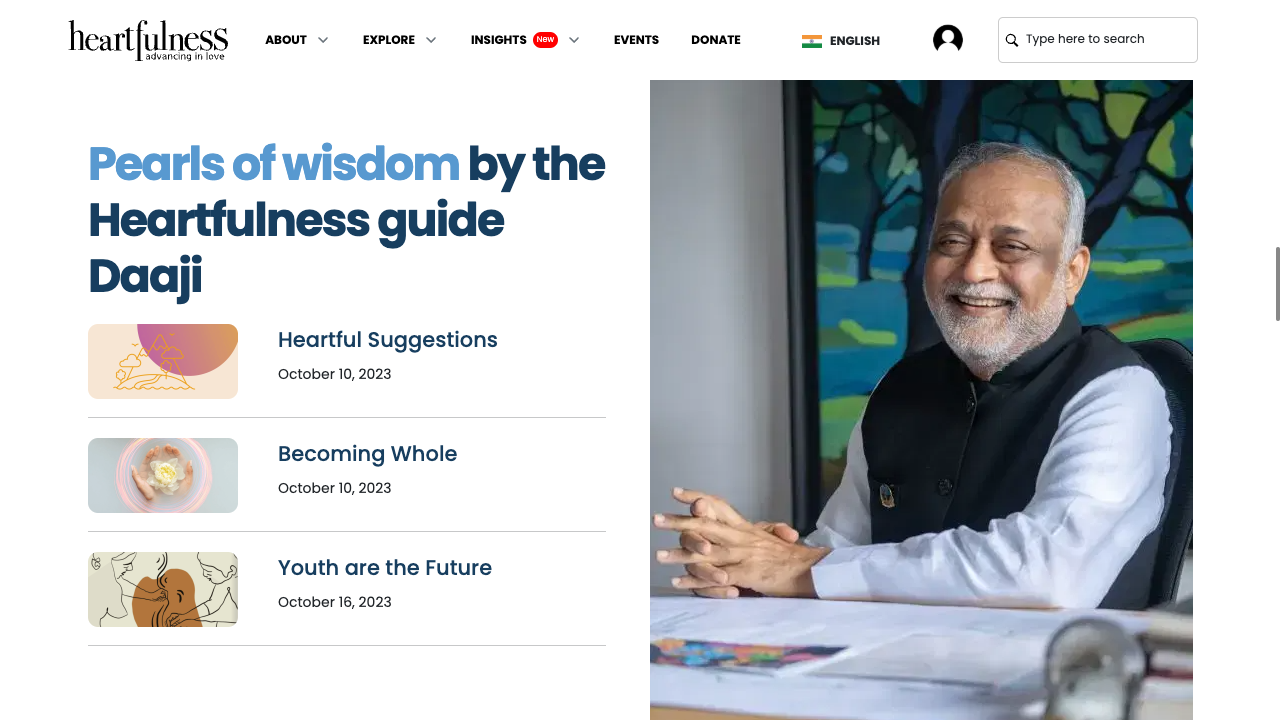 heartfulness
advancing in love
ABOUT
EXPLORE
INSIGHTS New
EVENTS
DONATE
ENGLISH
Type here to search
Pearls of wisdom by the
Heartfulness guide
Daaji
Heartful Suggestions
October 10, 2023
Becoming Whole
October 10, 2023
Youth are the Future
October 16, 2023